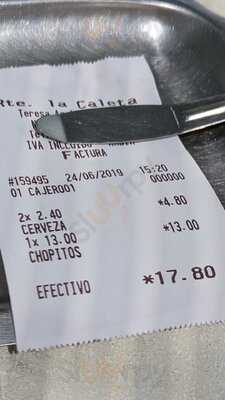 Rte. la Caleta
Teresa
IVA INCLUIDO
FACTURA
#159495 24/06/2019 15:20
01 CAJERO01 000000
2x 2.40 *4.80
CERVEZA
1x 13.00 *13.00
CHOPITOS
EFECTIVO *17.80